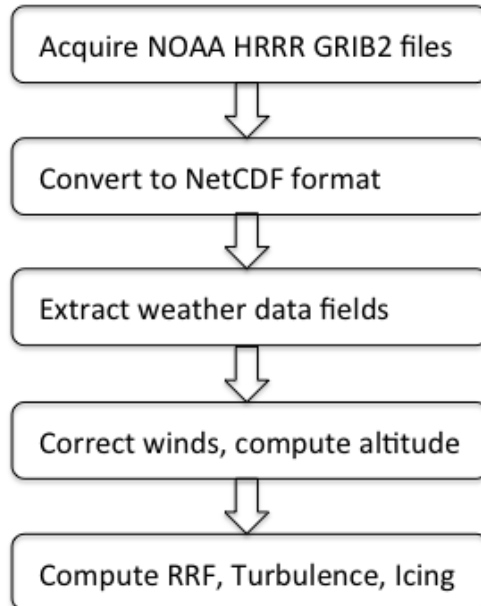 Acquire NOAA HRRR GRIB2 files
Convert to NetCDF format
Extract weather data fields
Correct winds, compute altitude
Compute RRF, Turbulence, Icing